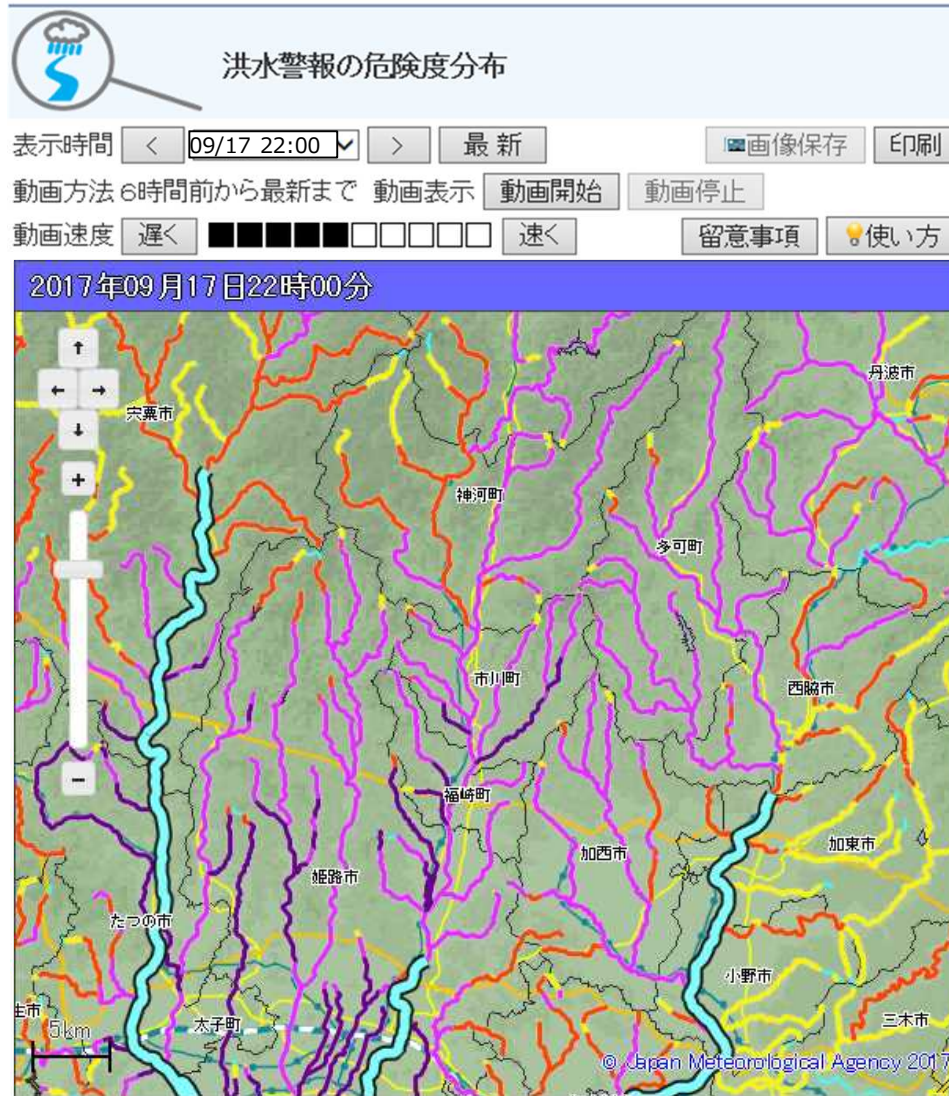 洪水警報の危険度分布
表示時間 < 09/17 22:00 > 最新 画像保存 印刷
動画方法 6時間前から最新まで 動画表示 動画開始 動画停止
動画速度 遅く 速く 留意事項 使い方
2017年09月17日22時00分
丹波市
宍粟市
神河町
多可町
市川町
西脇市
福崎町
加東市
加西市
姫路市
たつの市
小野市
生市
太子町
三木市
5km
© Japan Meteorological Agency 2017